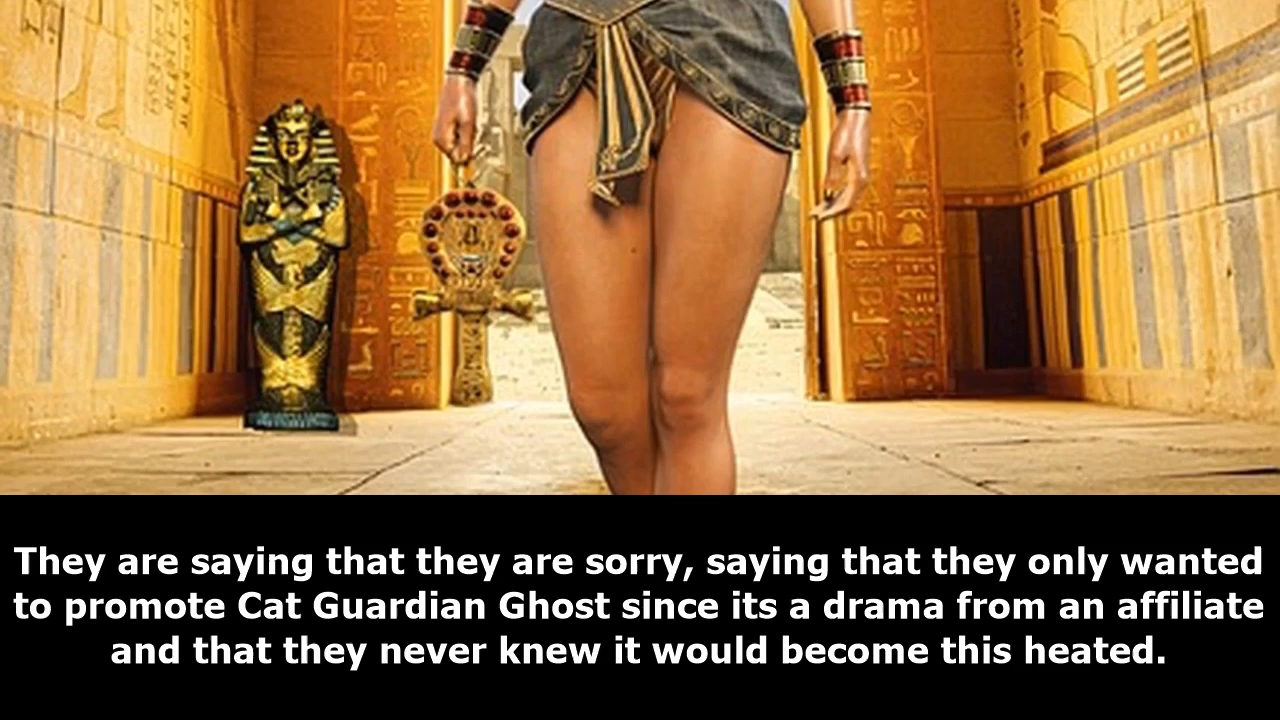 They are saying that they are sorry, saying that they only wanted
to promote Cat Guardian Ghost since its a drama from an affiliate
and that they never knew it would become this heated.